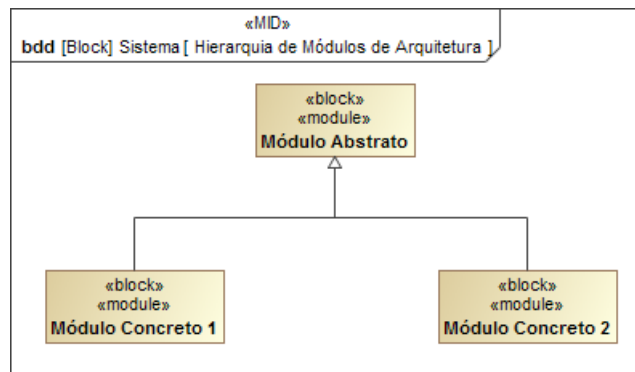 «MID»
bdd [Block] Sistema [ Hierarquia de Módulos de Arquitetura ]
«block»
«module»
Módulo Abstrato
«block»
«module»
Módulo Concreto 1
«block»
«module»
Módulo Concreto 2